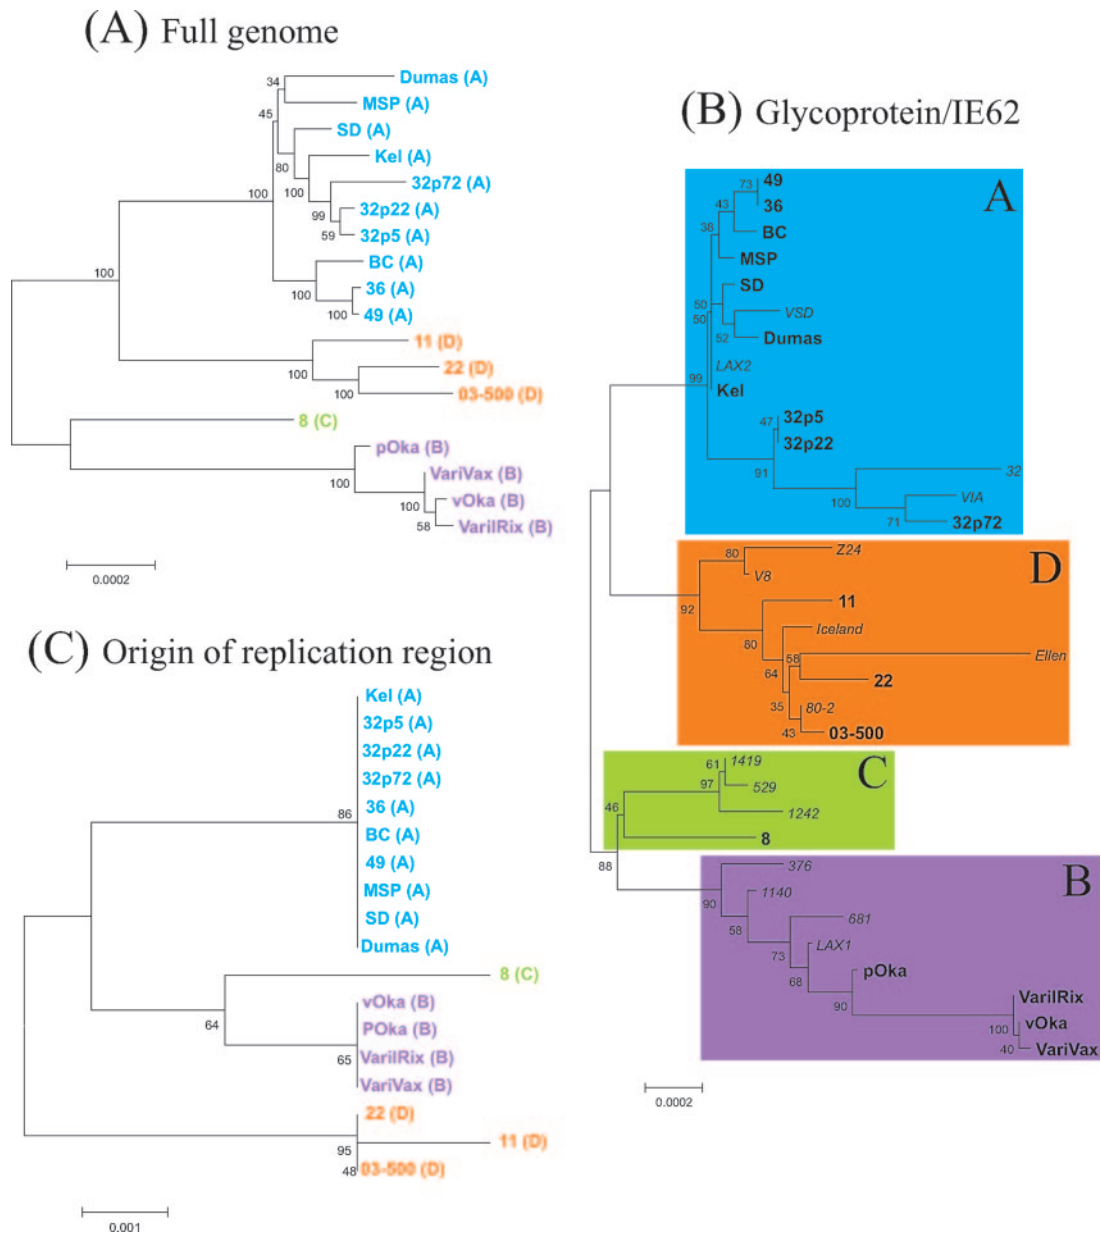 (A) Full genome
34
Dumas (A)
MSP (A)
45
SD (A)
80
Kel (A)
100
32p72 (A)
100
99
32p22 (A)
59
32p5 (A)
BC (A)
100
100
36 (A)
100
49 (A)
11 (D)
100
22 (D)
100
03-500 (D)
8 (C)
pOka (B)
100
VariVax (B)
100
vOka (B)
58
VarilRix (B)
0.0002
(B) Glycoprotein/IE62
A
73
49
36
43
BC
38
MSP
SD
50
50
VSD
52
Dumas
LAX2
99
Kel
47
32p5
32p22
91
32
100
VIA
71
32p72
D
80
Z24
V8
92
11
80
Iceland
58
Ellen
64
22
35
80-2
43
03-500
C
61
1419
97
529
46
1242
8
88
B
376
90
1140
58
681
73
LAX1
68
pOka
90
VarilRix
100
vOka
40
VariVax
0.0002
(C) Origin of replication region
Kel (A)
32p5 (A)
32p22 (A)
32p72 (A)
86
36 (A)
BC (A)
49 (A)
MSP (A)
SD (A)
Dumas (A)
8 (C)
64
vOka (B)
POka (B)
65
VarilRix (B)
VariVax (B)
22 (D)
95
11 (D)
48
03-500 (D)
0.001